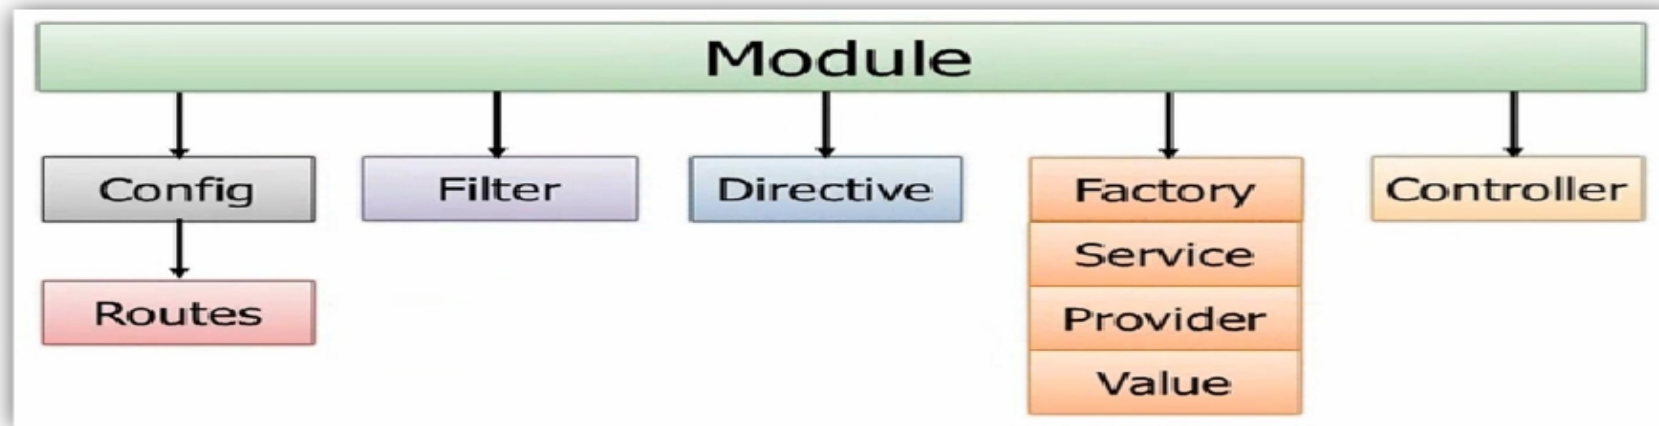 Module
Config
Filter
Directive
Factory
Controller
Service
Provider
Value
Routes